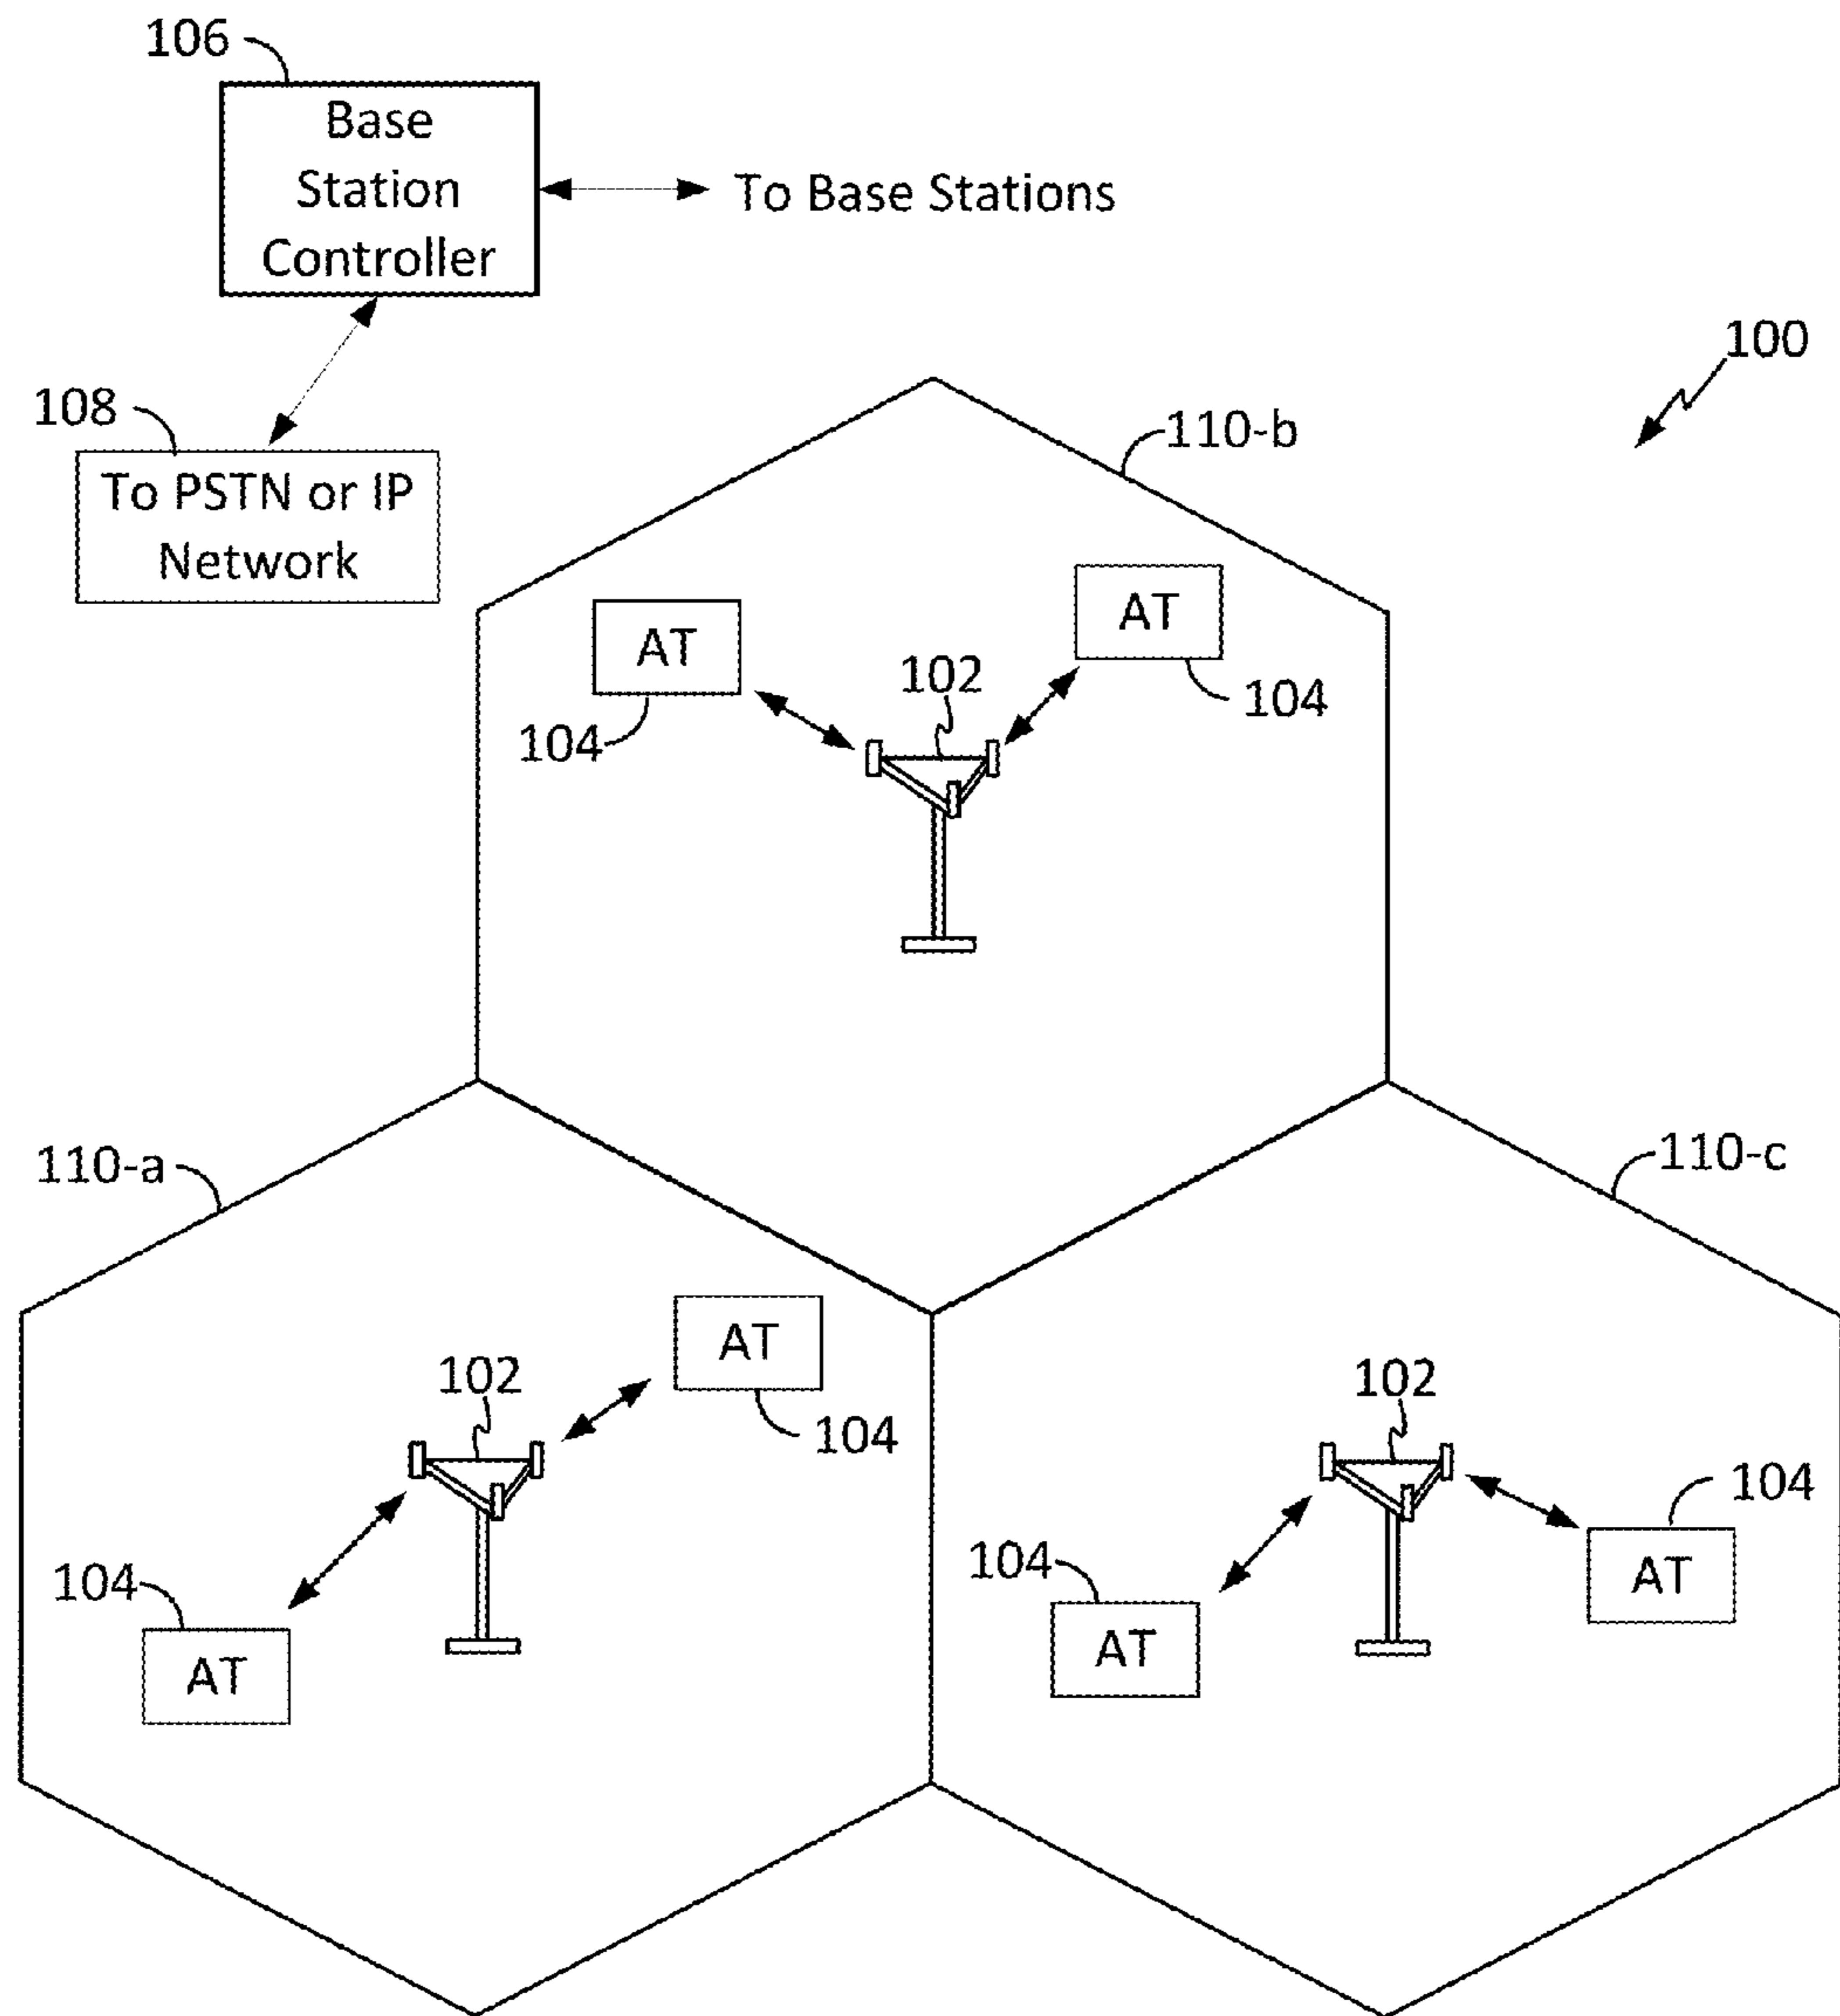 106
Base
Station
Controller
To Base Stations
100
108
To PSTN or IP
Network
110-b
AT
104
AT
104
102
110-a
110-c
AT
104
102
104
AT
102
104
AT
104
AT